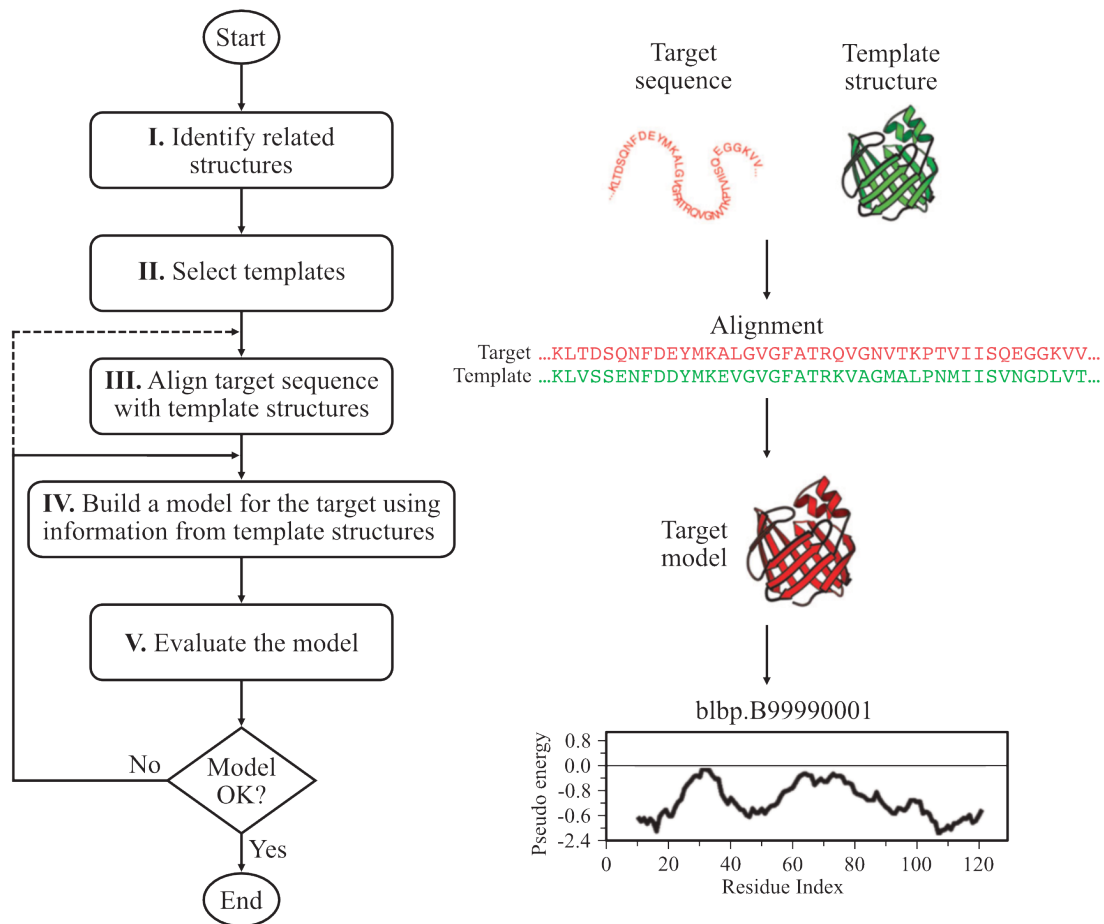 Start
I. Identify related
structures
II. Select templates
III. Align target sequence
with template structures
IV. Build a model for the target using
information from template structures
V. Evaluate the model
No
Model
OK?
Yes
End
Target
sequence
Template
structure
...KLTDSQNFDEYMKALGVGFATRQVGNVTKPTVIISQEGGKVV...
Alignment
Target ...KLTDSQNFDEYMKALGVGFATRQVGNVTKPTVIISQEGGKVV...
Template ...KLVSSENFDDYMKEVGVGFATRKVAGMALPNMIISVNGDLVT...
Target
model
blbp.B99990001
Pseudo energy
0.8
0.0
-0.8
-0.6
-2.4
0 20 40 60 80 100 120
Residue Index